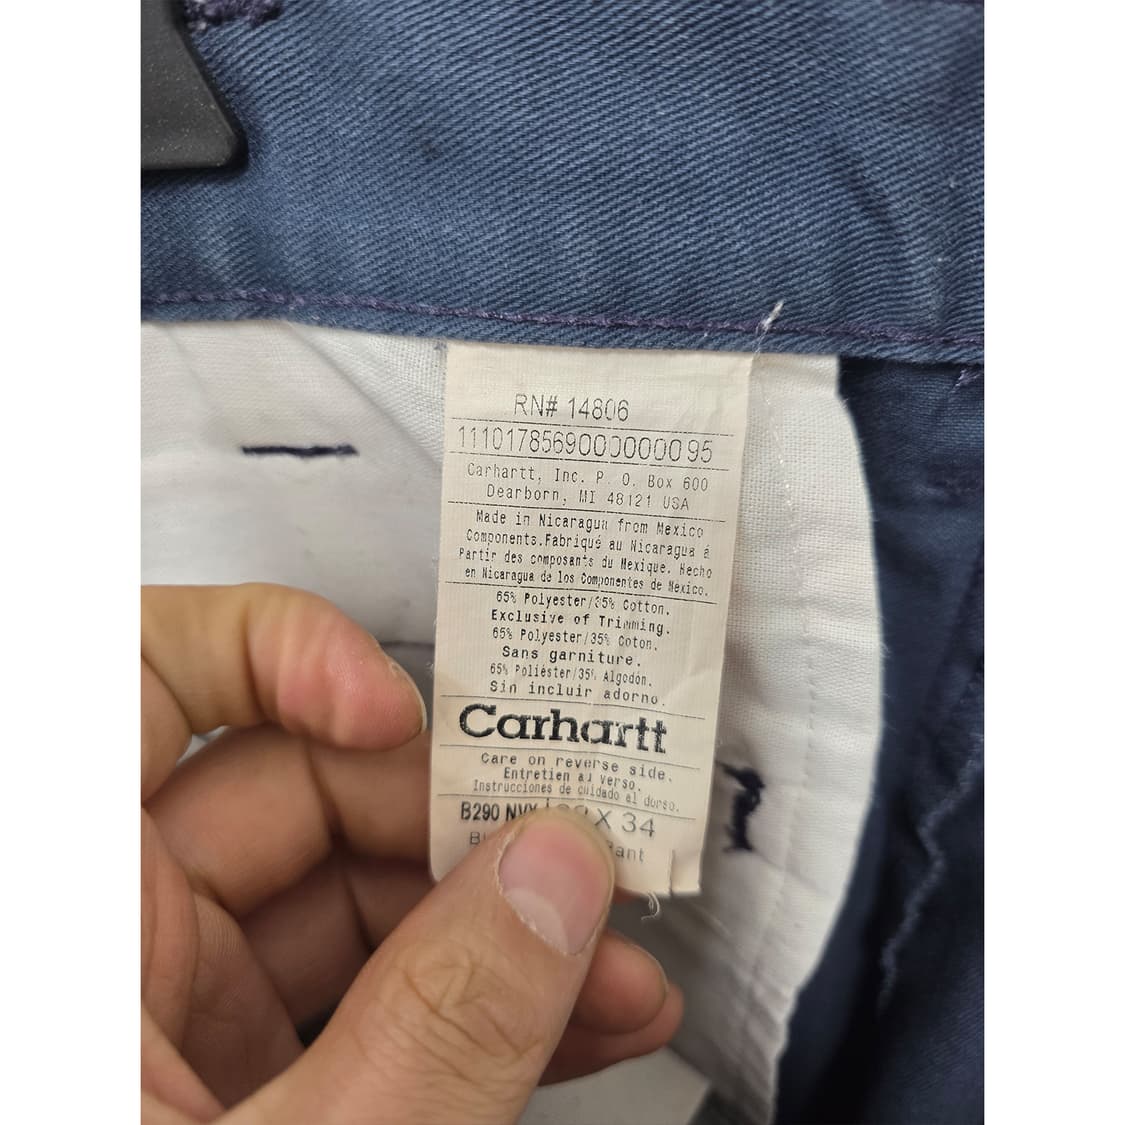 RN# 14806
111017856900000009 5
Carhartt, Inc. P. O. Box 600
Dearborn, MI 48121 USA
Made in Nicaragua from Mexico
Components.Fabriqué au Nicaragua á
Partir des composants du Mexique. Hecho
en Nicaragua de los Componentes de Mexico.
65% Polyester/35% Cotton.
Exclusive of Trimming.
65% Polyester/35% Coton.
Sans garniture.
65% Poliéster/35% Algodón.
Sin incluir adorno.
Carhartt
Care on reverse side.
Entretien au verso.
Instrucciones de cuidado al dorso.
B290 NVY X 34